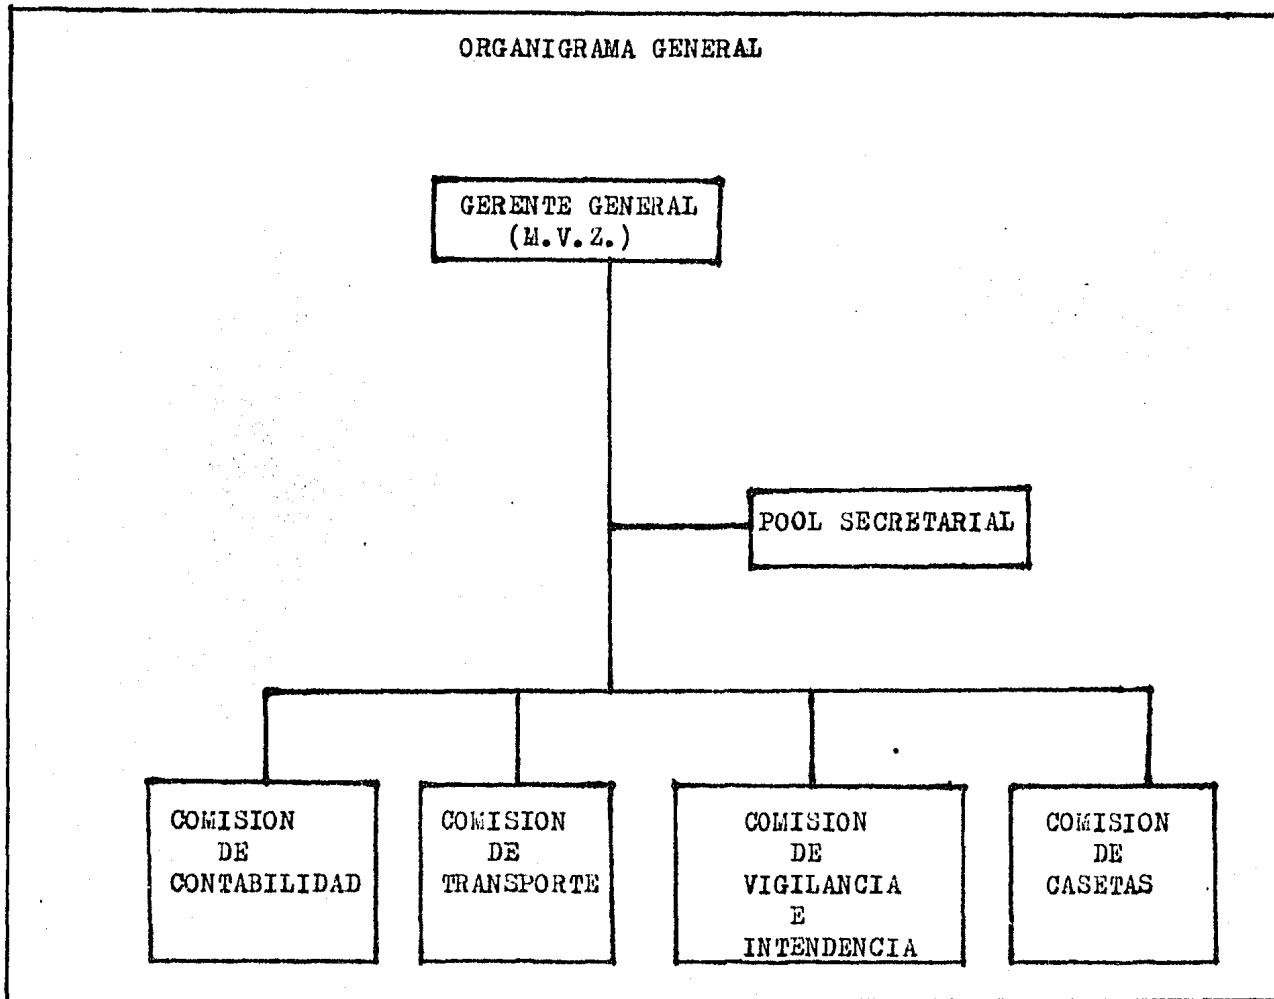 ORGANIGRAMA GENERAL
GERENTE GENERAL
(M.V.Z.)
POOL SECRETARIAL
COMISION
DE
CONTABILIDAD
COMISION
DE
TRANSPORTE
COMISION
DE
VIGILANCIA
E
INTENDENCIA
COMISION
DE
CASETAS